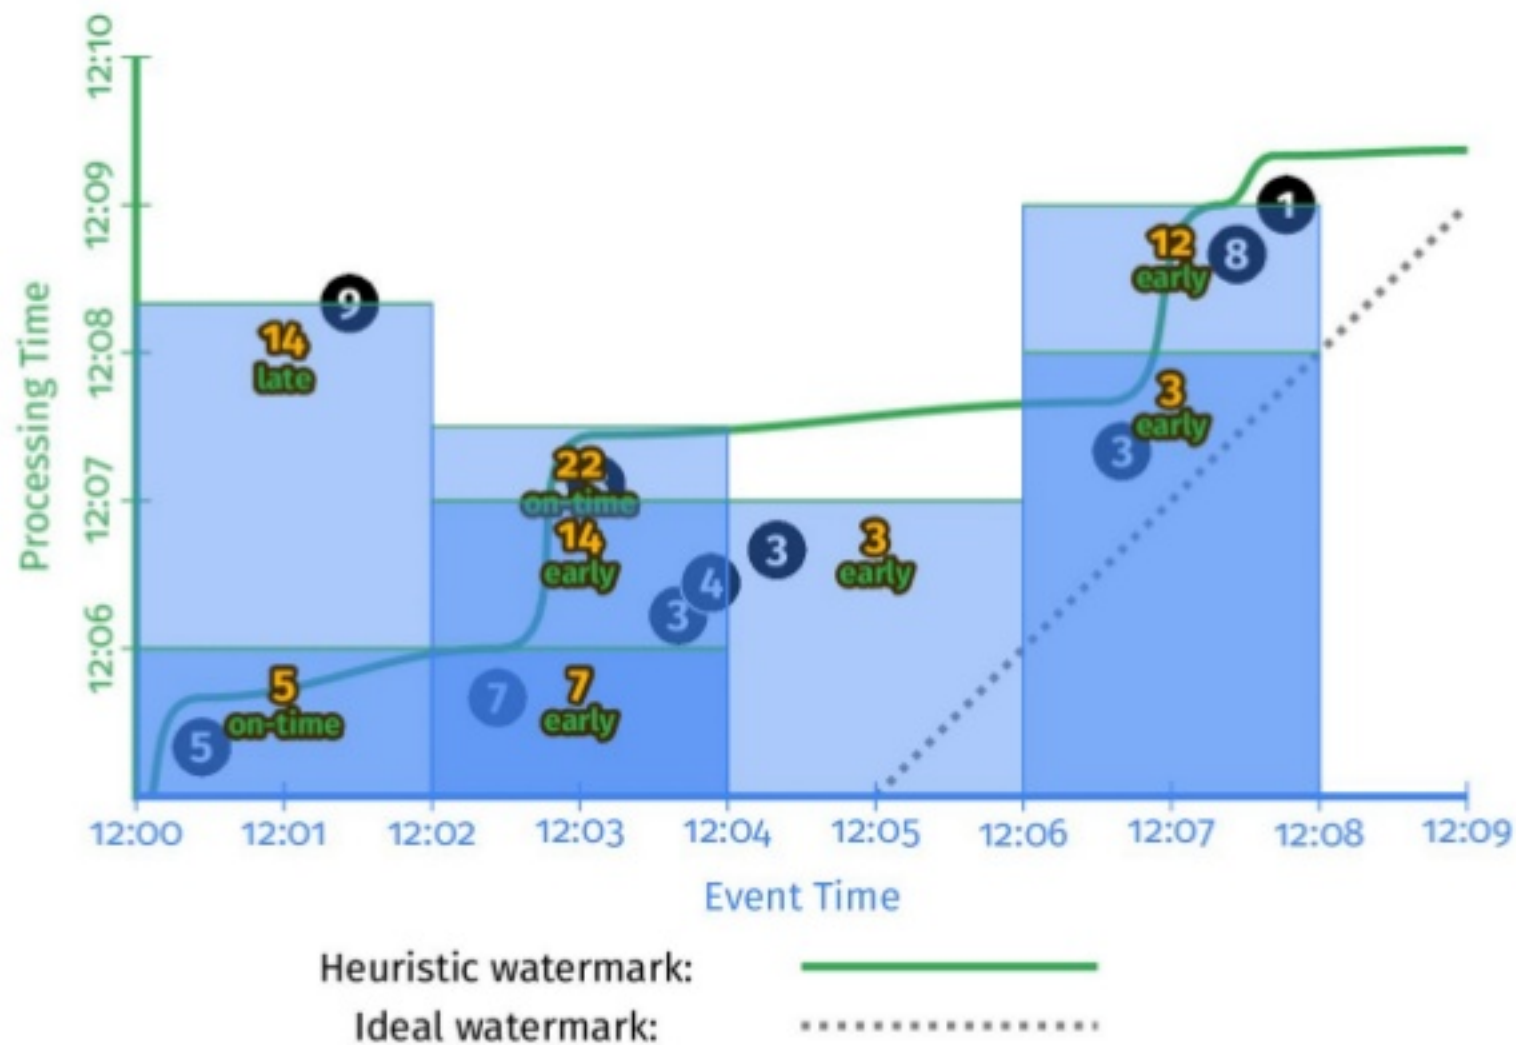 12:10
12:09
12:08
12:07
12:06
Processing Time
9
14
late
5
5
on-time
22
on-time
14
early
3
4
7
7
early
3
3
early
12
early
8
1
3
3
early
12:00 12:01 12:02 12:03 12:04 12:05 12:06 12:07 12:08 12:09
Event Time
Heuristic watermark:
Ideal watermark: